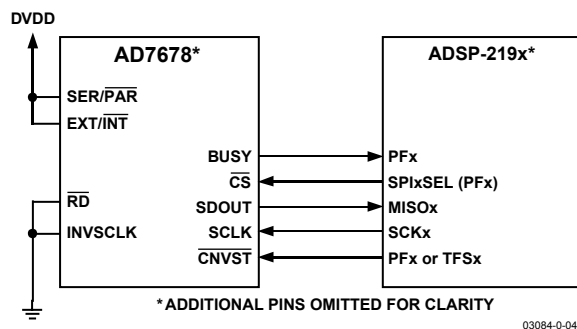 DVDD
AD7678*
ADSP-219x*
SER/PAR
EXT/INT
BUSY
PFx
CS
SPIxSEL (PFx)
RD
SDOUT
MISOx
INVSCLK
SCLK
SCKx
CNVST
PFx or TFSx
*ADDITIONAL PINS OMITTED FOR CLARITY
03084-0-04